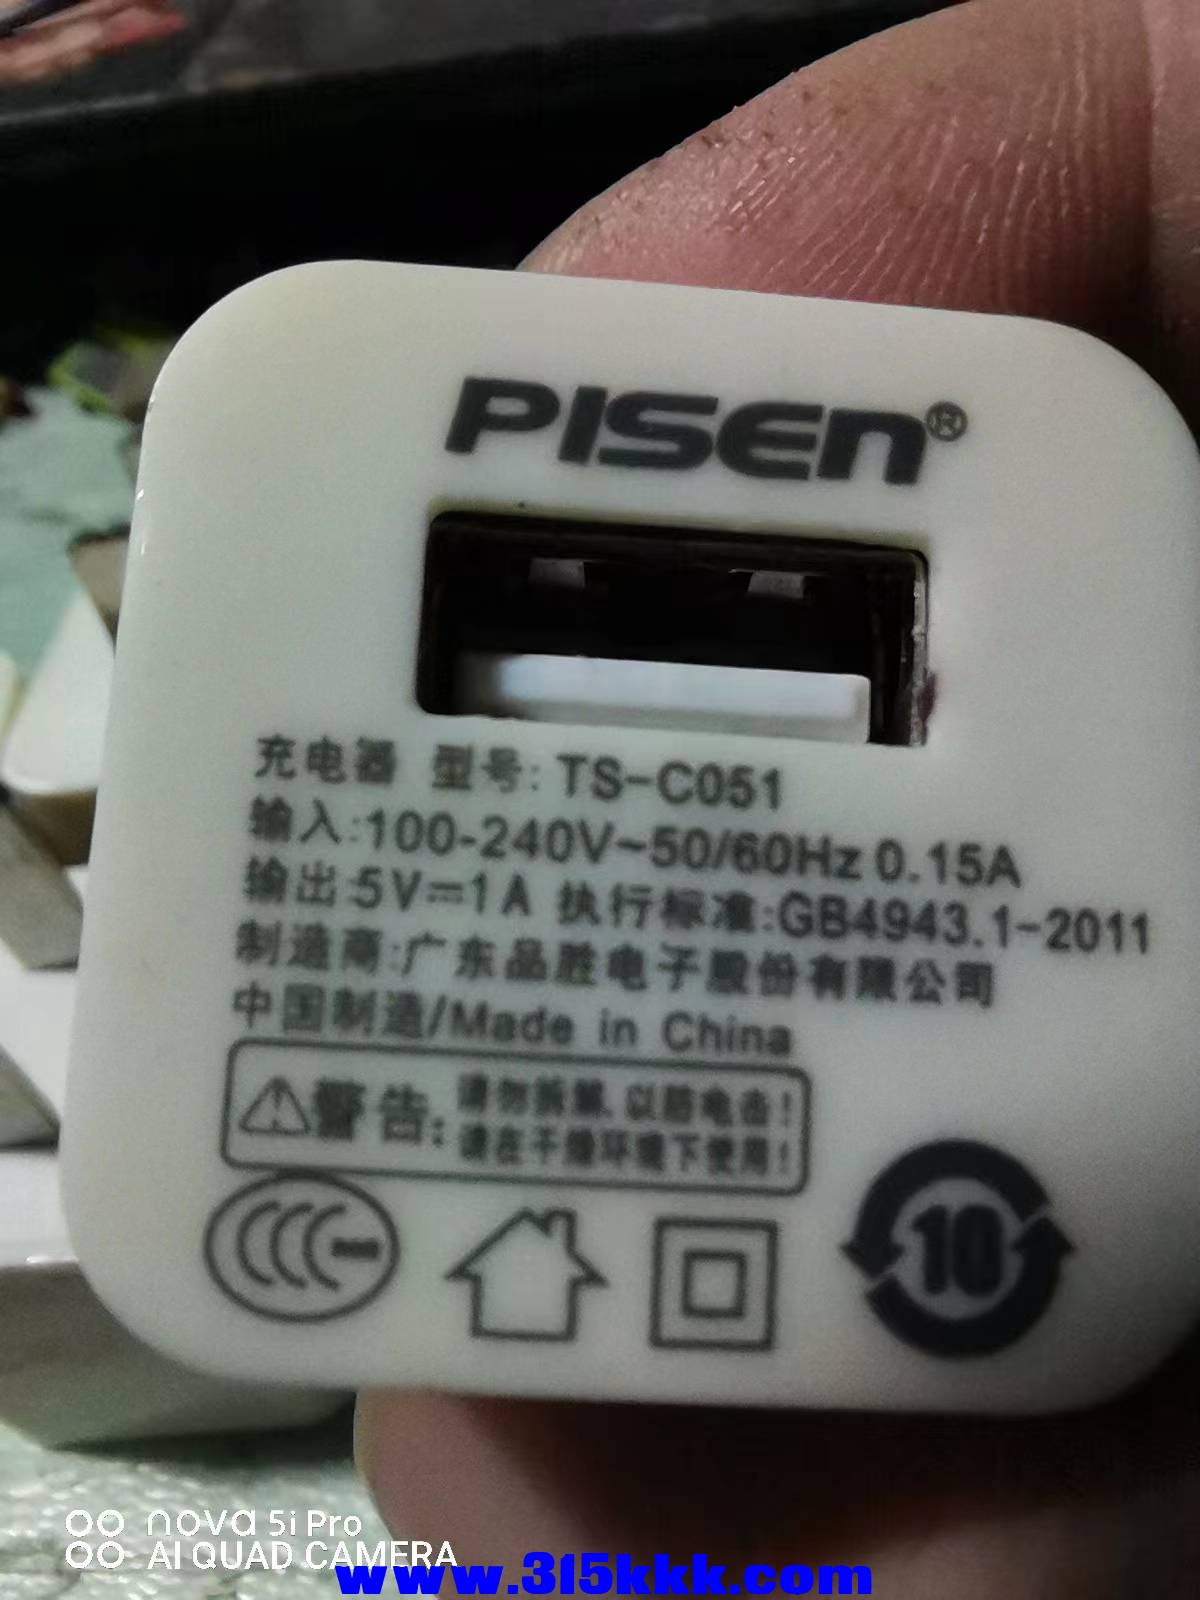 PISEN®
充电器 型号: TS-C051
输入:100-240V~50/60Hz 0.15A
输出:5V⎓1A 执行标准:GB4943.1-2011
制造商:广东品胜电子股份有限公司
中国制造/Made in China
警告: 请勿拆解,以防电击!
请在干燥环境下使用!
CCC
10
nova 5i Pro
AI QUAD CAMERA
www.315kkk.com